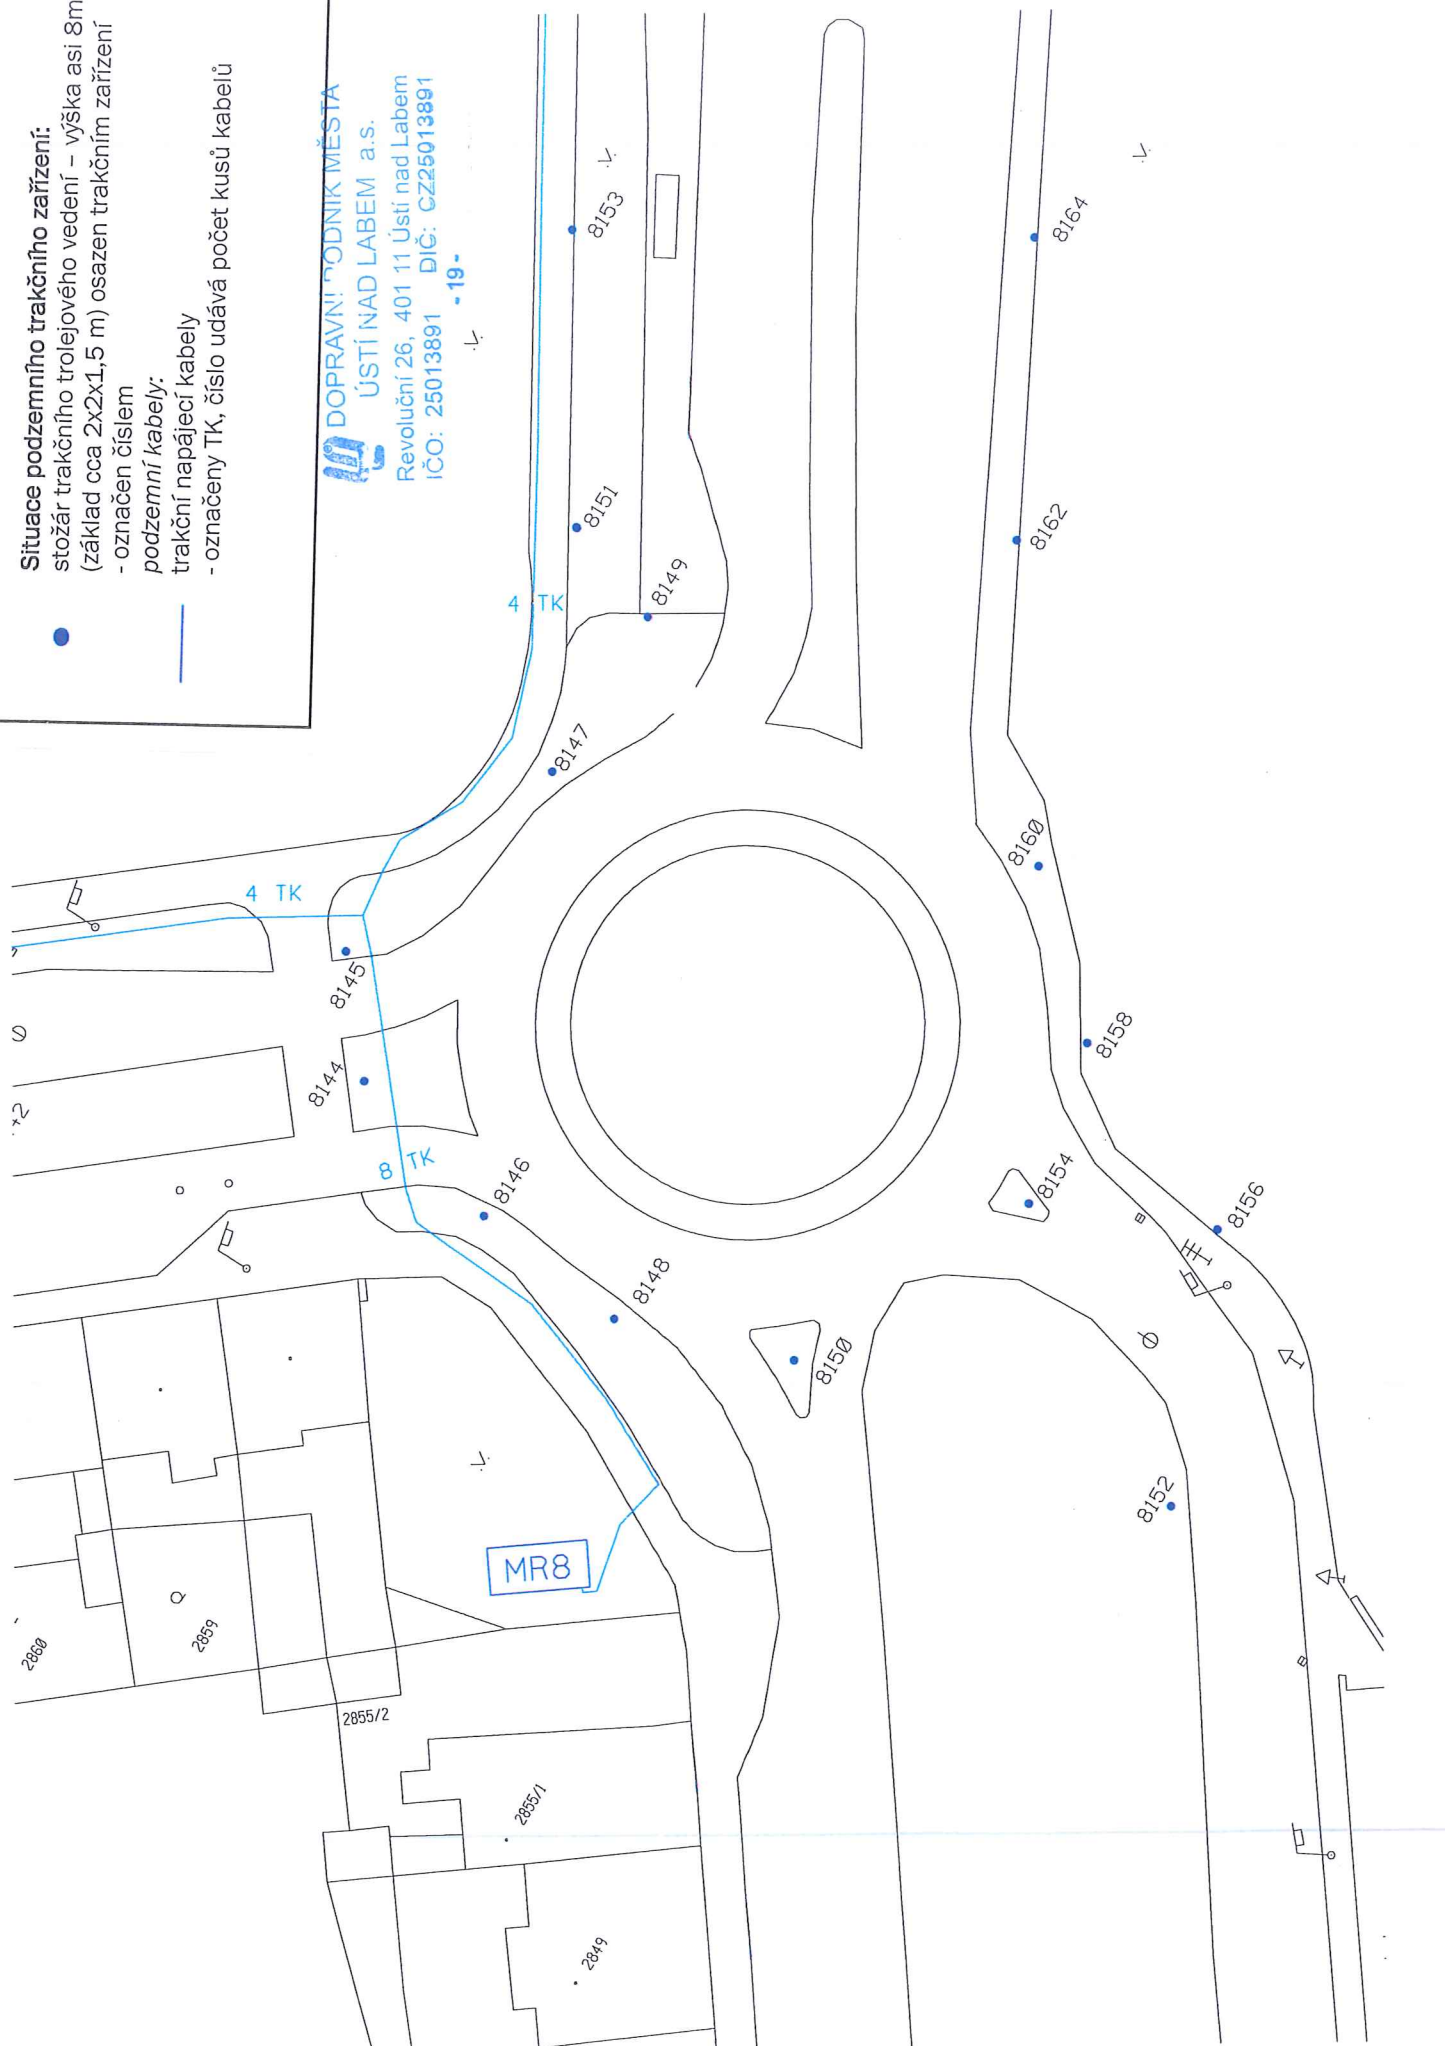 Situace podzemního trakčního zařízení:
stožár trakčního trolejového vedení – výška asi 8m
(základ cca 2x2x1,5 m) osazen trakčním zařízení
- označen číslem
podzemní kabely:
trakční napájecí kabely
- označeny TK, číslo udává počet kusů kabelů
DOPRAVNÍ PODNIK MĚSTA
ÚSTÍ NAD LABEM a.s.
Revoluční 26, 401 11 Ústí nad Labem
IČO: 25013891 DIČ: CZ25013891
- 19 -
8153
8164
8151
8162
8149
4 TK
8147
8160
4 TK
8145
8158
8144
8 TK
8146
8154
8156
8148
8150
8152
MR8
2860
2859
2855/2
2855/1
2849